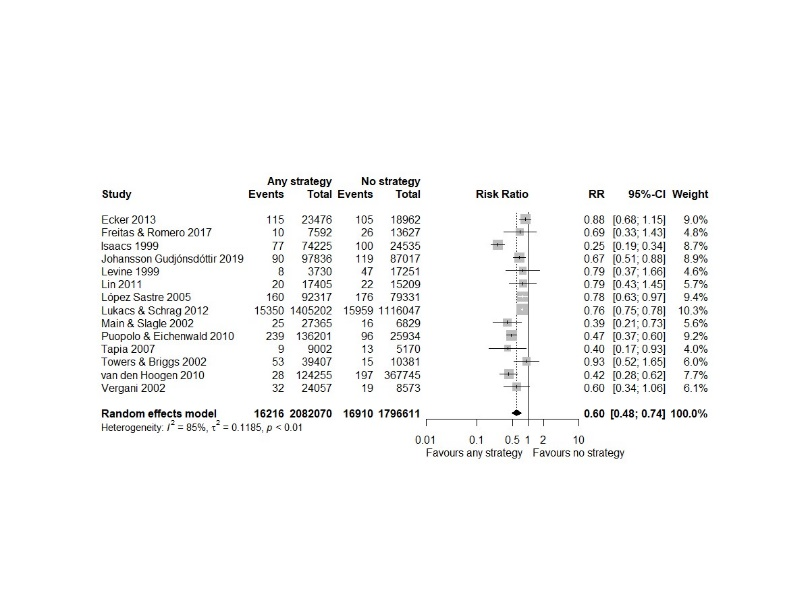 Any strategy No strategy
Study Events Total Events Total Risk Ratio RR 95%-CI Weight
Ecker 2013 115 23476 105 18962 0.88 [0.68; 1.15] 9.0%
Freitas & Romero 2017 10 7592 26 13627 0.69 [0.33; 1.43] 4.8%
Isaacs 1999 77 74225 100 24535 0.25 [0.19; 0.34] 8.7%
Johansson Gudjónsdóttir 2019 90 97836 119 87017 0.67 [0.51; 0.88] 8.9%
Levine 1999 8 3730 47 17251 0.79 [0.37; 1.66] 4.6%
Lin 2011 20 17405 22 15209 0.79 [0.43; 1.45] 5.7%
López Sastre 2005 160 92317 176 79331 0.78 [0.63; 0.97] 9.4%
Lukacs & Schrag 2012 15350 1405202 15959 1116047 0.76 [0.75; 0.78] 10.3%
Main & Slagle 2002 25 27365 16 6829 0.39 [0.21; 0.73] 5.6%
Puopolo & Eichenwald 2010 239 136201 96 25934 0.47 [0.37; 0.60] 9.2%
Tapia 2007 9 9002 13 5170 0.40 [0.17; 0.93] 4.0%
Towers & Briggs 2002 53 39407 15 10381 0.93 [0.52; 1.65] 6.0%
van den Hoogen 2010 28 124255 197 367745 0.42 [0.28; 0.62] 7.7%
Vergani 2002 32 24057 19 8573 0.60 [0.34; 1.06] 6.1%
Random effects model 16216 2082070 16910 1796611 0.60 [0.48; 0.74] 100.0%
Heterogeneity: I² = 85%, τ² = 0.1185, p < 0.01
0.01 0.1 0.5 1 2 10
Favours any strategy Favours no strategy